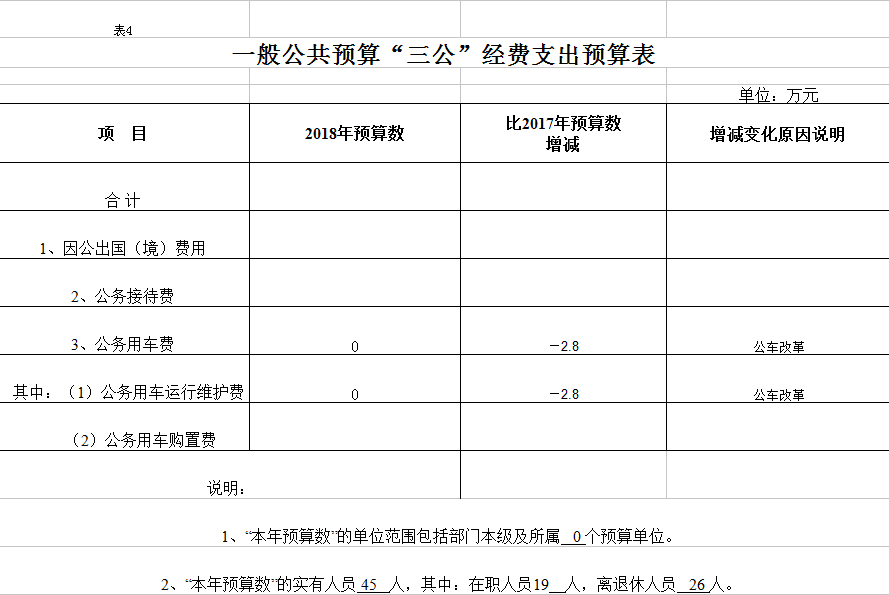 表4
一般公共预算“三公”经费支出预算表
单位：万元
项 目 2018年预算数 比2017年预算数增减 增减变化原因说明
合 计
1、因公出国（境）费用
2、公务接待费
3、公务用车费 0 －2.8 公车改革
其中：（1）公务用车运行维护费 0 －2.8 公车改革
（2）公务用车购置费
说明：
1、“本年预算数”的单位范围包括部门本级及所属 0 个预算单位。
2、“本年预算数”的实有人员 45 人，其中：在职人员19 人，离退休人员 26 人。